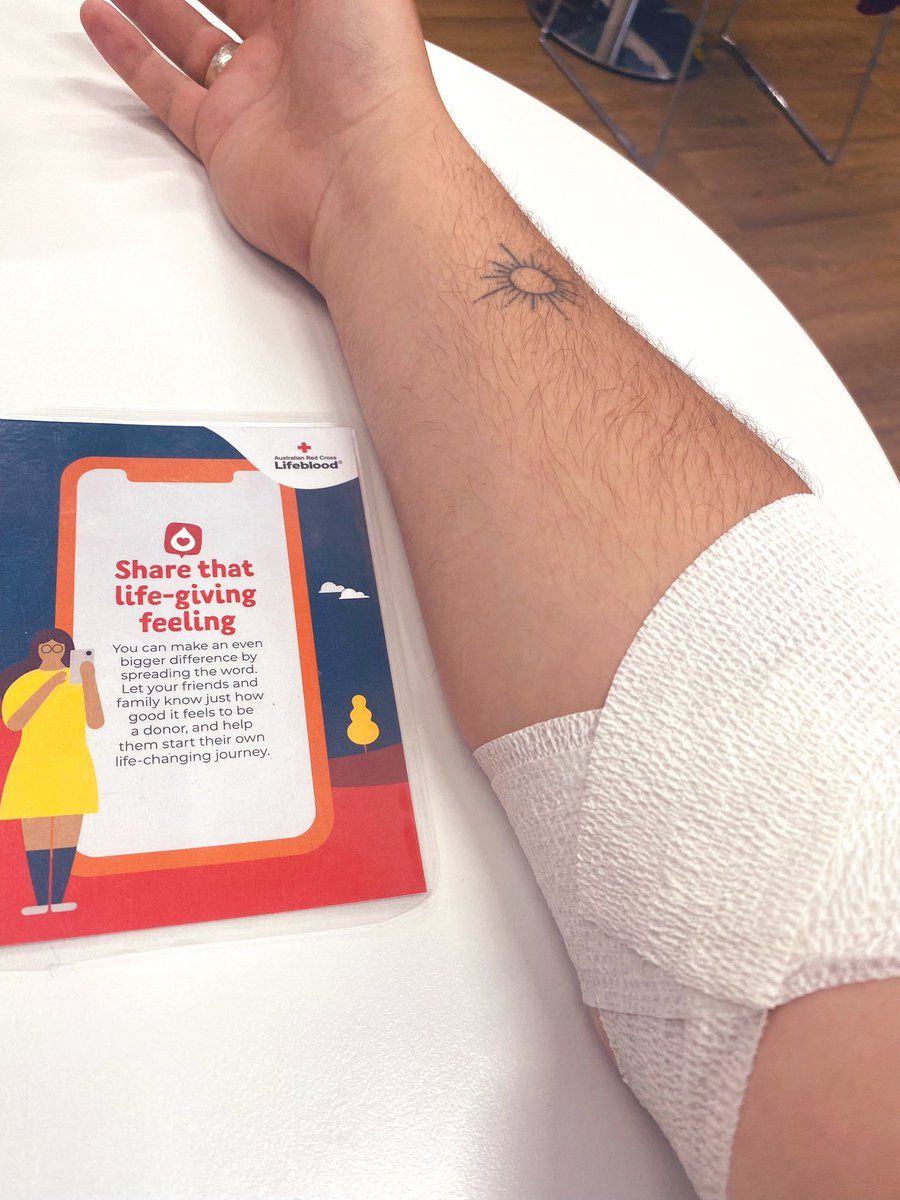 Australian Red Cross
Lifeblood®
Share that
life-giving
feeling
You can make an even
bigger difference by
spreading the word.
Let your friends and
family know just how
good it feels to be
a donor, and help
them start their own
life-changing journey.